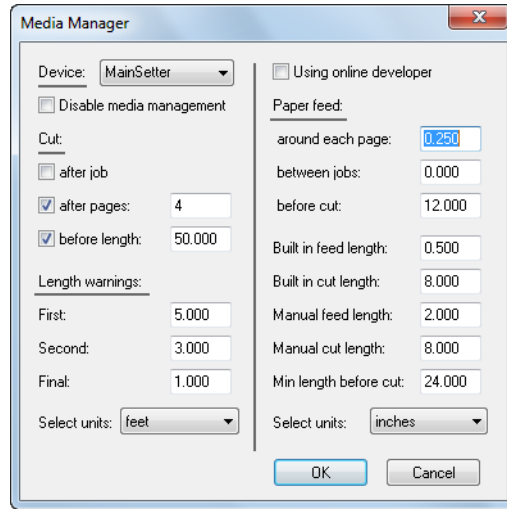 Media Manager
Device: MainSetter
Disable media management
Cut:
after job
after pages: 4
before length: 50.000
Length warnings:
First: 5.000
Second: 3.000
Final: 1.000
Select units: feet
Using online developer
Paper feed:
around each page: 0.250
between jobs: 0.000
before cut: 12.000
Built in feed length: 0.500
Built in cut length: 8.000
Manual feed length: 2.000
Manual cut length: 8.000
Min length before cut: 24.000
Select units: inches
OK Cancel